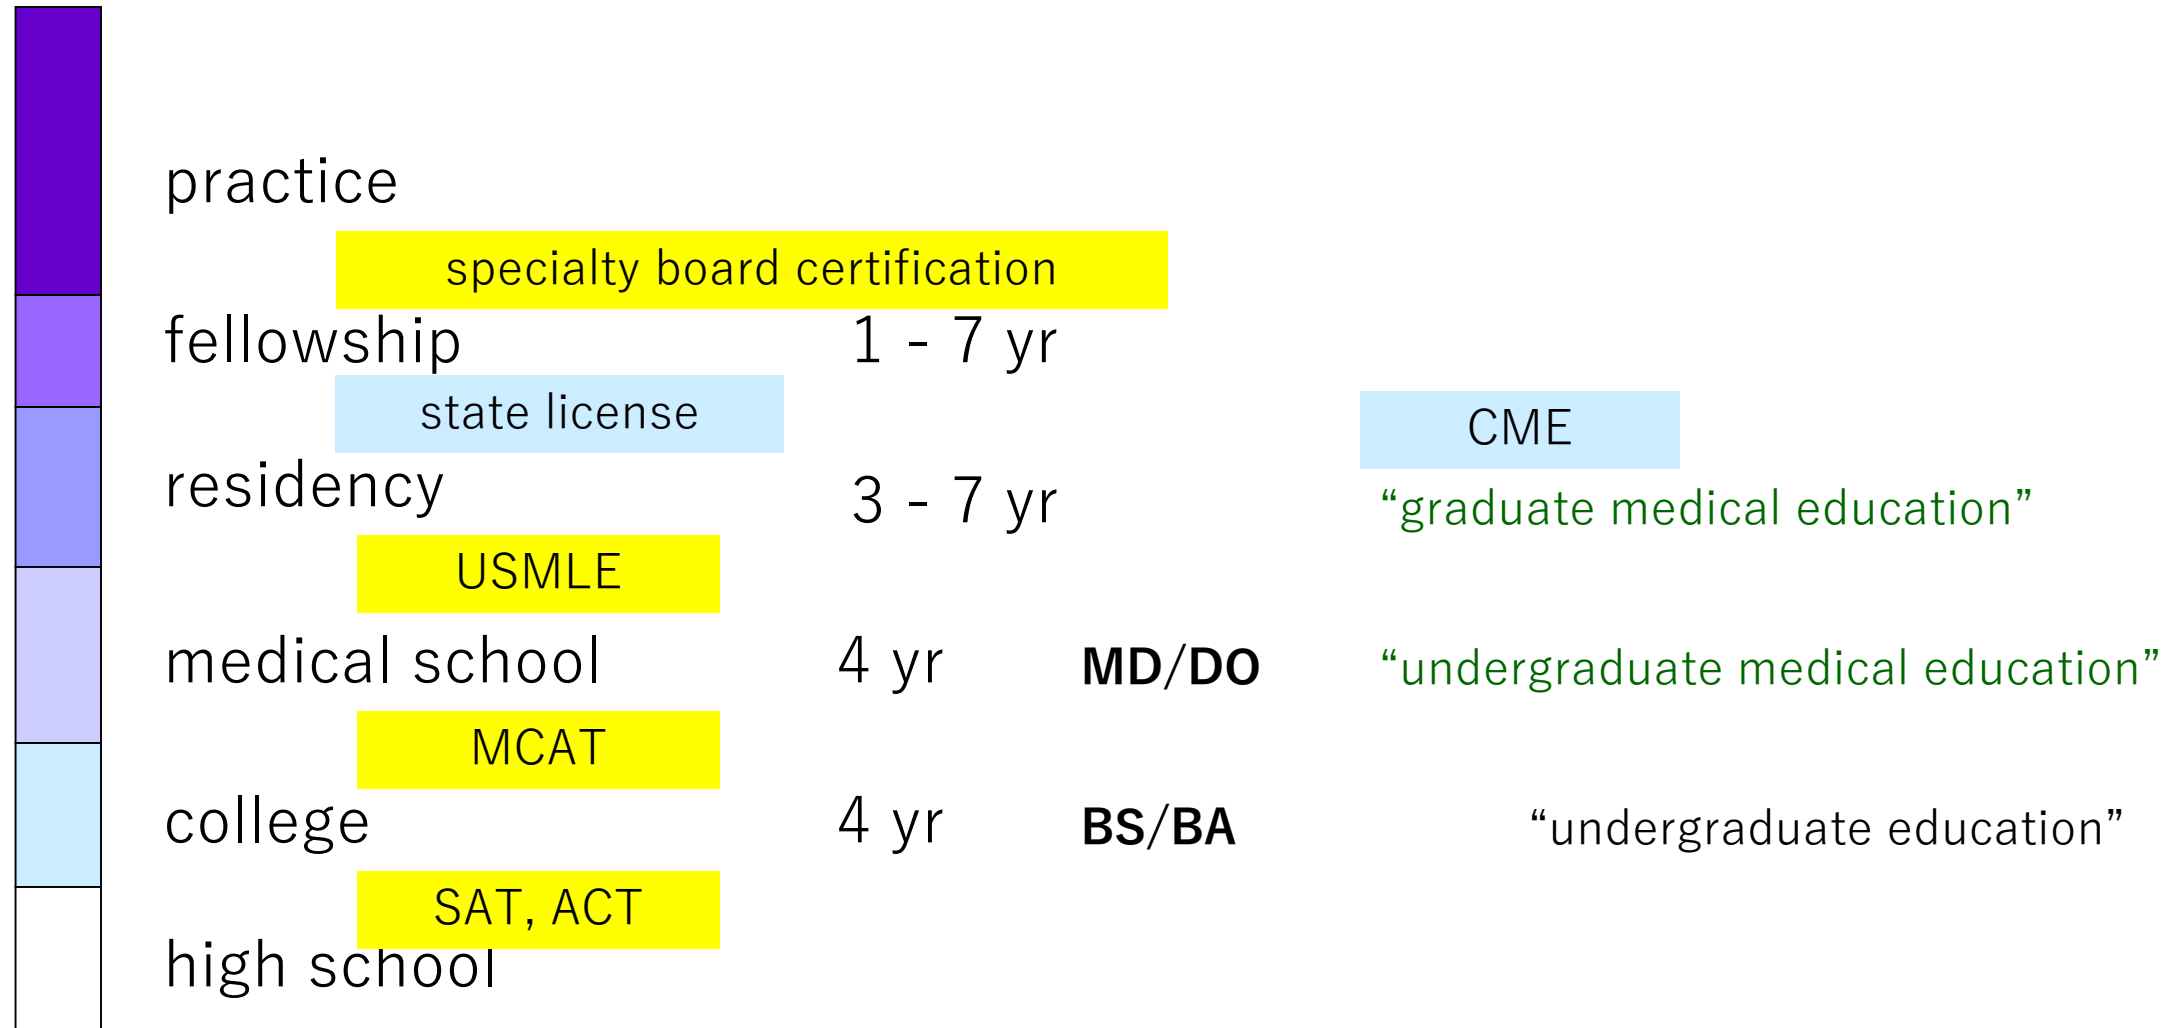 practice
specialty board certification
fellowship 1 - 7 yr
state license CME
residency 3 - 7 yr “graduate medical education”
USMLE
medical school 4 yr MD/DO “undergraduate medical education”
MCAT
college 4 yr BS/BA “undergraduate education”
SAT, ACT
high school